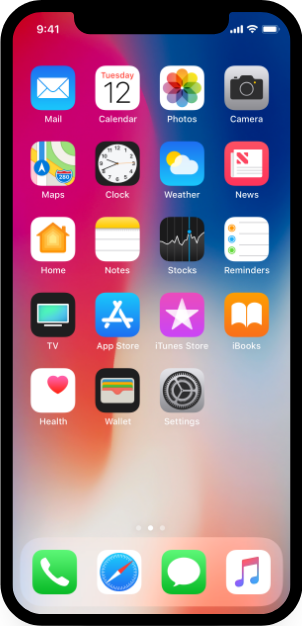 9:41
Tuesday
12
Mail Calendar Photos Camera
280
Maps Clock Weather News
Home Notes Stocks Reminders
TV App Store iTunes Store iBooks
Health Wallet Settings